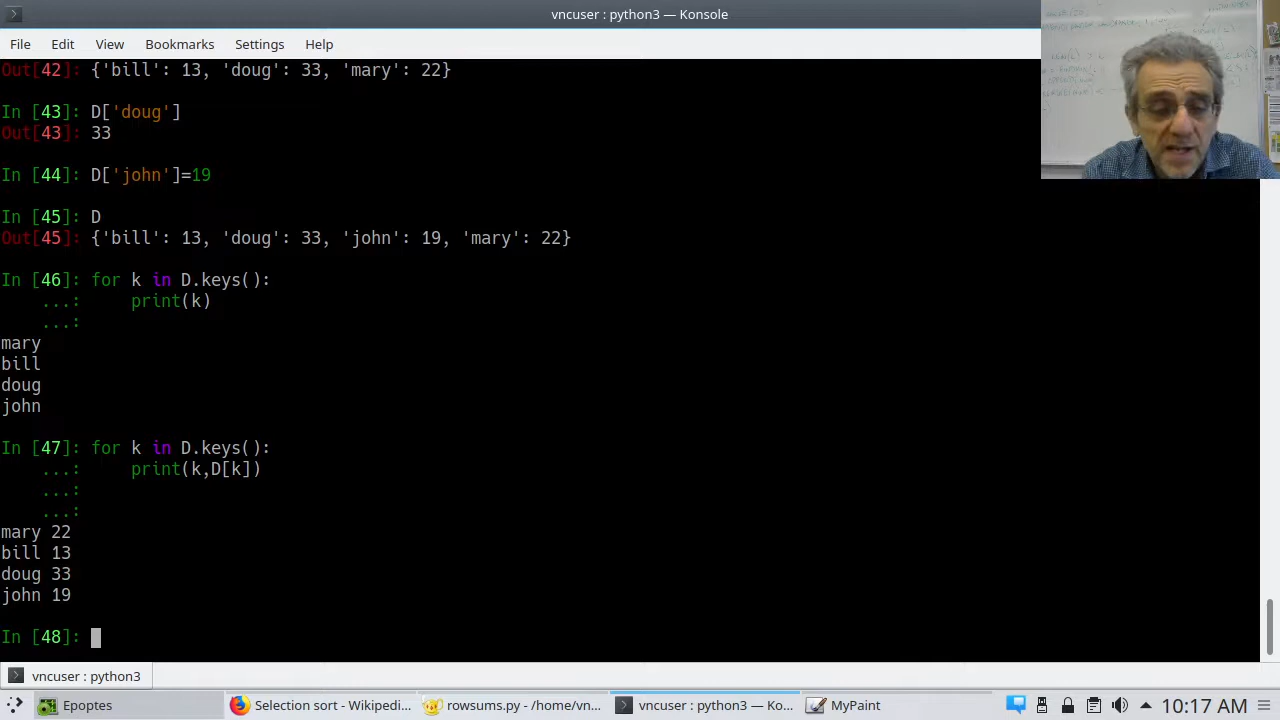 vncuser : python3 — Konsole
File Edit View Bookmarks Settings Help
Out[42]: {'bill': 13, 'doug': 33, 'mary': 22}
In [43]: D['doug']
Out[43]: 33
In [44]: D['john']=19
In [45]: D
Out[45]: {'bill': 13, 'doug': 33, 'john': 19, 'mary': 22}
In [46]: for k in D.keys():
...: print(k)
...:
mary
bill
doug
john
In [47]: for k in D.keys():
...: print(k,D[k])
...:
...:
mary 22
bill 13
doug 33
john 19
In [48]:
vncuser : python3
Epoptes Selection sort - Wikipedi... rowsums.py - /home/vn... vncuser : python3 — Ko... MyPaint 10:17 AM